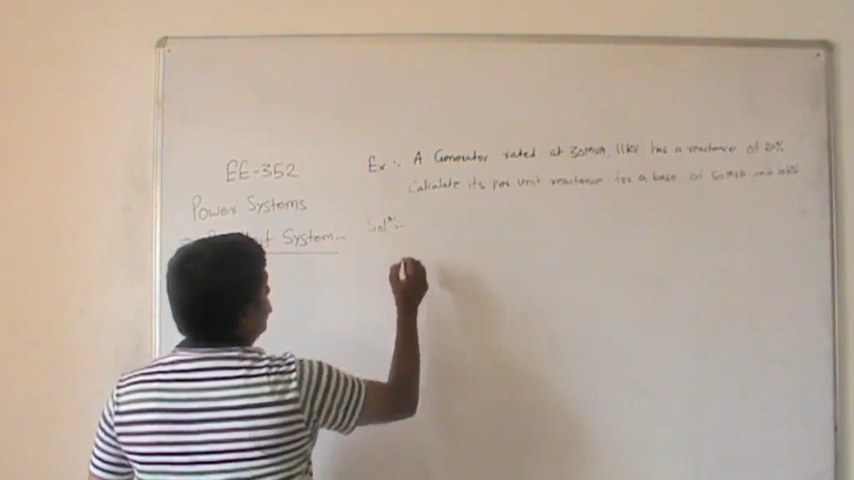 EE-352
Power Systems
System:-
Ex:- A Generator rated at 30MVA, 11KV has a reactance of 20%
Calculate its per unit reactance for a base of 50MVA and 10KV
Solⁿ:-